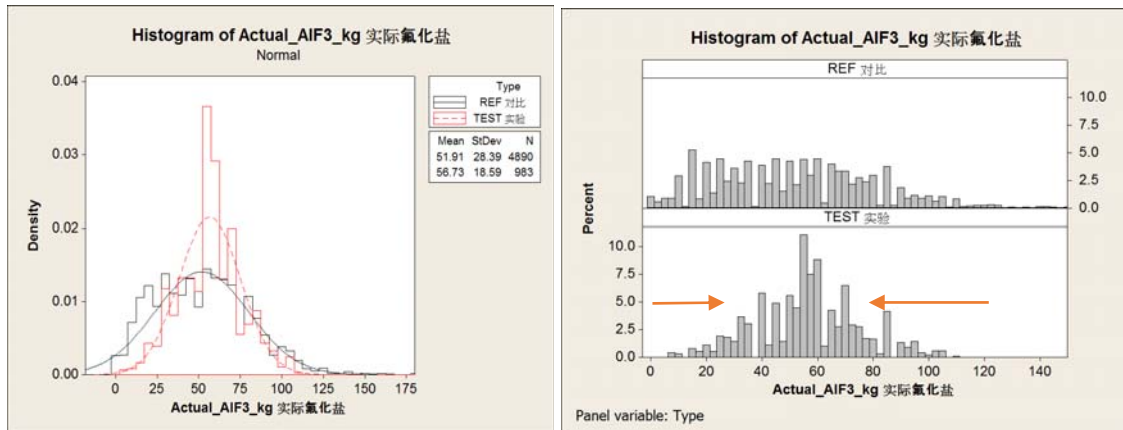 Histogram of Actual_AlF3_kg 实际氟化盐
Normal
0.04
0.03
0.02
0.01
0.00
Density
0
25
50
75
100
125
150
175
Actual_AlF3_kg 实际氟化盐
Type
REF 对比
TEST 实验
Mean StDev N
51.91 28.39 4890
56.73 18.59 983
Histogram of Actual_AlF3_kg 实际氟化盐
REF 对比
10.0
7.5
5.0
2.5
0.0
Percent
TEST 实验
10.0
7.5
5.0
2.5
0.0
0
20
40
60
80
100
120
140
Actual_AlF3_kg 实际氟化盐
Panel variable: Type